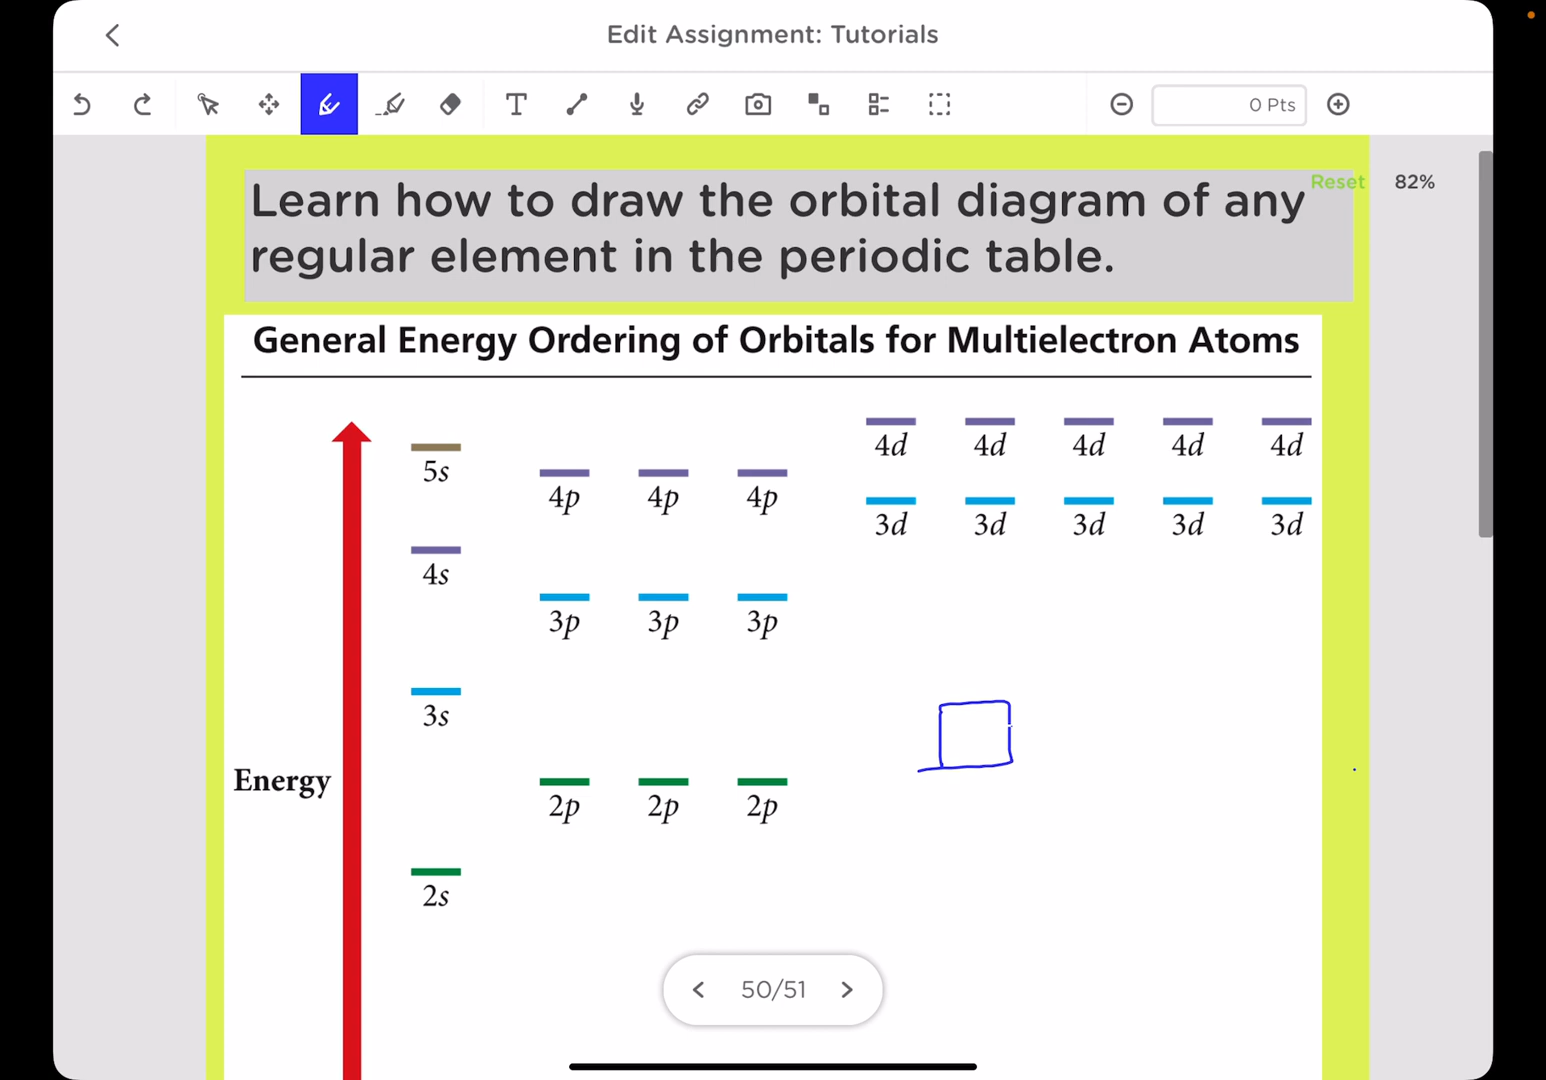 Edit Assignment: Tutorials
0 Pts
Learn how to draw the orbital diagram of any
regular element in the periodic table.
Reset
82%
General Energy Ordering of Orbitals for Multielectron Atoms
4d 4d 4d 4d 4d
5s
4p 4p 4p
3d 3d 3d 3d 3d
4s
3p 3p 3p
3s
Energy
2p 2p 2p
2s
50/51